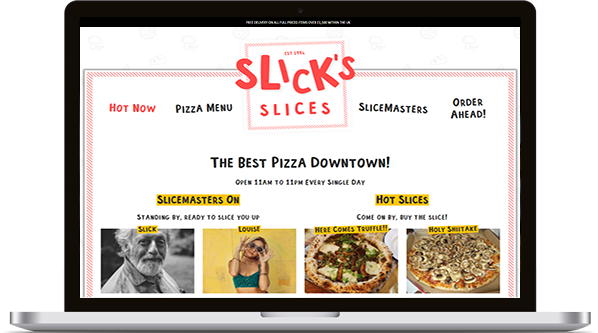 FREE DELIVERY ON ALL FULL PRICED ITEMS OVER £1,500 WITHIN THE UK
EST 1994
SLICK'S
SLICES
HOT NOW
PIZZA MENU
SLICEMASTERS
ORDER
AHEAD!
THE BEST PIZZA DOWNTOWN!
OPEN 11AM TO 11PM EVERY SINGLE DAY
SLICEMASTERS ON
HOT SLICES
STANDING BY, READY TO SLICE YOU UP
COME ON BY, BUY THE SLICE!
SLICK
LOUISE
HERE COMES TRUFFLE!!
HOLY SHIITAKE